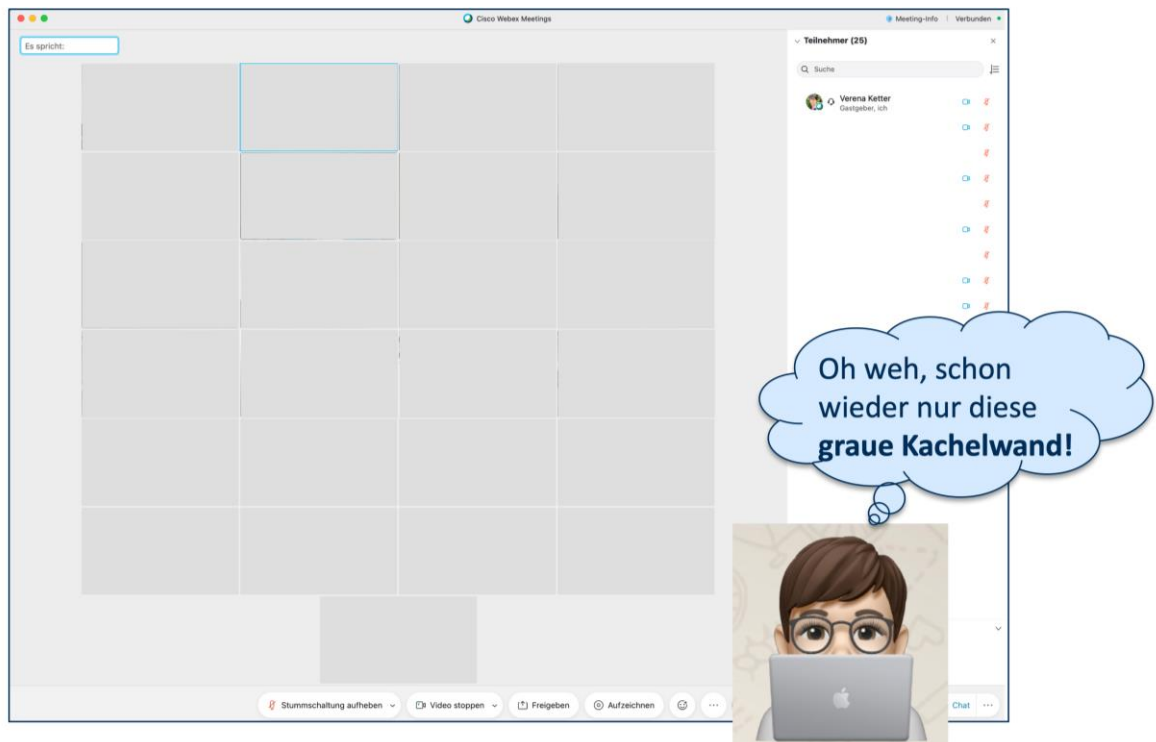 Cisco Webex Meetings
Meeting-Info
Verbunden
Es spricht:
Teilnehmer (25)
Suche
Verena Ketter
Gastgeber, ich
Oh weh, schon
wieder nur diese
graue Kachelwand!
Stummschaltung aufheben
Video stoppen
Freigeben
Aufzeichnen
Chat